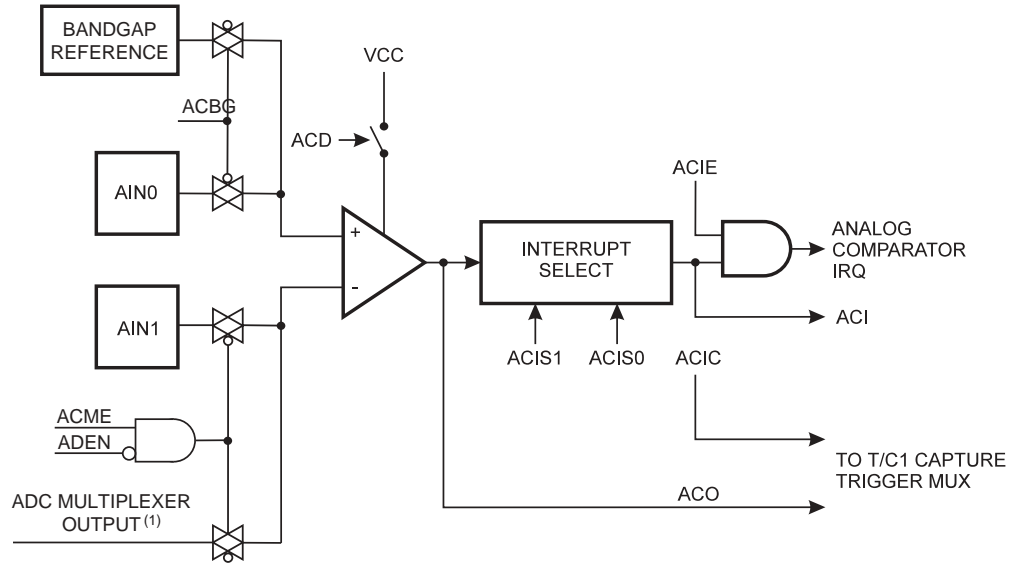 BANDGAP
REFERENCE
VCC
ACBG
ACD
AIN0
ACIE
+
-
INTERRUPT
SELECT
ANALOG
COMPARATOR
IRQ
AIN1
ACI
ACIS1
ACIS0
ACIC
ACME
ADEN
TO T/C1 CAPTURE
TRIGGER MUX
ADC MULTIPLEXER
OUTPUT (1)
ACO